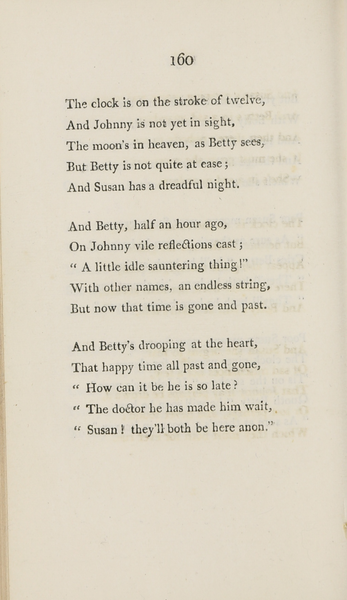 160
The clock is on the stroke of twelve,
And Johnny is not yet in sight,
The moon's in heaven, as Betty sees,
But Betty is not quite at ease;
And Susan has a dreadful night.
And Betty, half an hour ago,
On Johnny vile reflections cast;
“ A little idle sauntering thing!”
With other names, an endless string,
But now that time is gone and past.
And Betty's drooping at the heart,
That happy time all past and gone,
“ How can it be he is so late?
“ The doctor he has made him wait,
“ Susan! they'll both be here anon.”